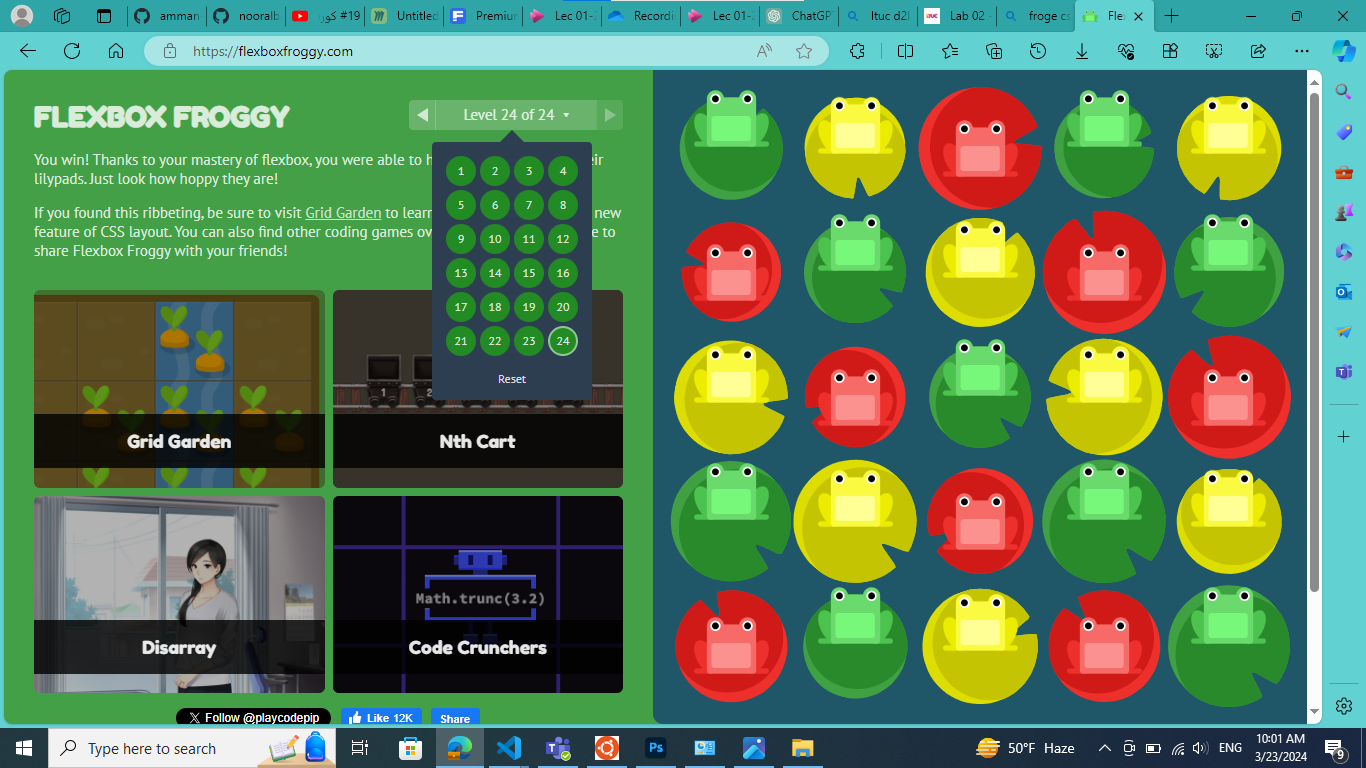 amman
nooralb
#19 كور
Untitled
Premium
Lec 01-
Recordi
Lec 01-
ChatGP
ltuc d2l
Lab 02 -
froge cs
Flex
https://flexboxfroggy.com
FLEXBOX FROGGY
Level 24 of 24
You win! Thanks to your mastery of flexbox, you were able to h
eir
lilypads. Just look how hoppy they are!
If you found this ribbeting, be sure to visit Grid Garden to learn
new
feature of CSS layout. You can also find other coding games ov
e to
share Flexbox Froggy with your friends!
1 2 3 4
5 6 7 8
9 10 11 12
13 14 15 16
17 18 19 20
21 22 23 24
Reset
1 2
Grid Garden
Nth Cart
Math.trunc(3.2)
Disarray
Code Crunchers
Follow @playcodepip
Like 12K
Share
Type here to search
50°F Haze
ENG
10:01 AM
3/23/2024
9